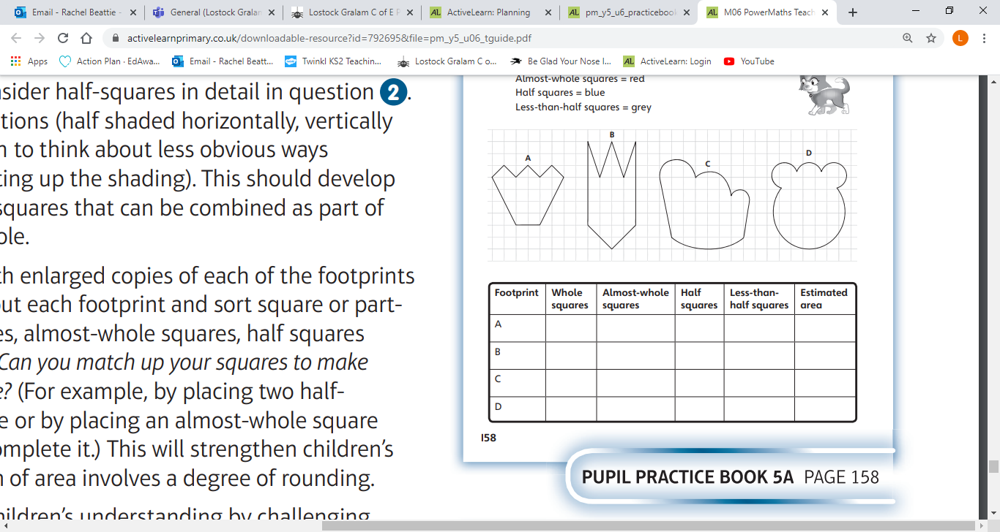 Email - Rachel Beattie -
General (Lostock Gralan
Lostock Gralam C of E P
ActiveLearn: Planning
pm_y5_u6_practicebook
M06 PowerMaths Teach
activelearnprimary.co.uk/downloadable-resource?id=792695&file=pm_y5_u06_tguide.pdf
L
Apps
Action Plan · EdAwa...
Email - Rachel Beatt...
Twinkl KS2 Teachin...
Lostock Gralam C o...
Be Glad Your Nose I...
ActiveLearn: Login
YouTube
nsider half-squares in detail in question 2.
tions (half shaded horizontally, vertically
n to think about less obvious ways
ting up the shading). This should develop
squares that can be combined as part of
ole.
th enlarged copies of each of the footprints
out each footprint and sort square or part-
es, almost-whole squares, half squares
Can you match up your squares to make
e? (For example, by placing two half-
e or by placing an almost-whole square
omplete it.) This will strengthen children's
n of area involves a degree of rounding.
hildren's understanding by challenging
Almost-whole squares = red
Half squares = blue
Less-than-half squares = grey
A
B
C
D
Footprint Whole squares Almost-whole squares Half squares Less-than-half squares Estimated area
A
B
C
D
158
PUPIL PRACTICE BOOK 5A PAGE 158